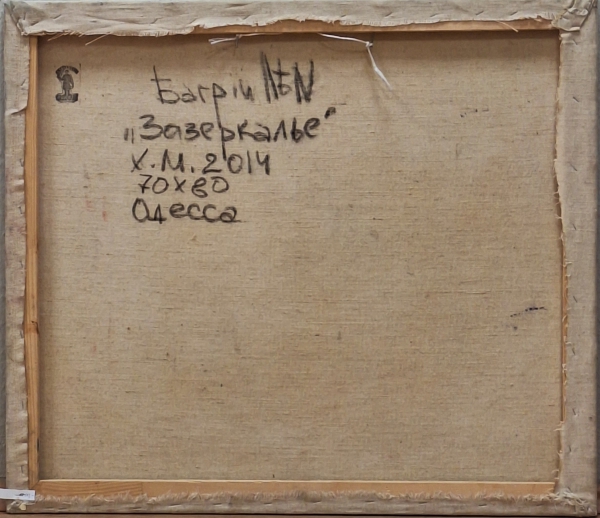 Багрій
„Зазеркалье"
Х.М. 2014
70х80
Одесса